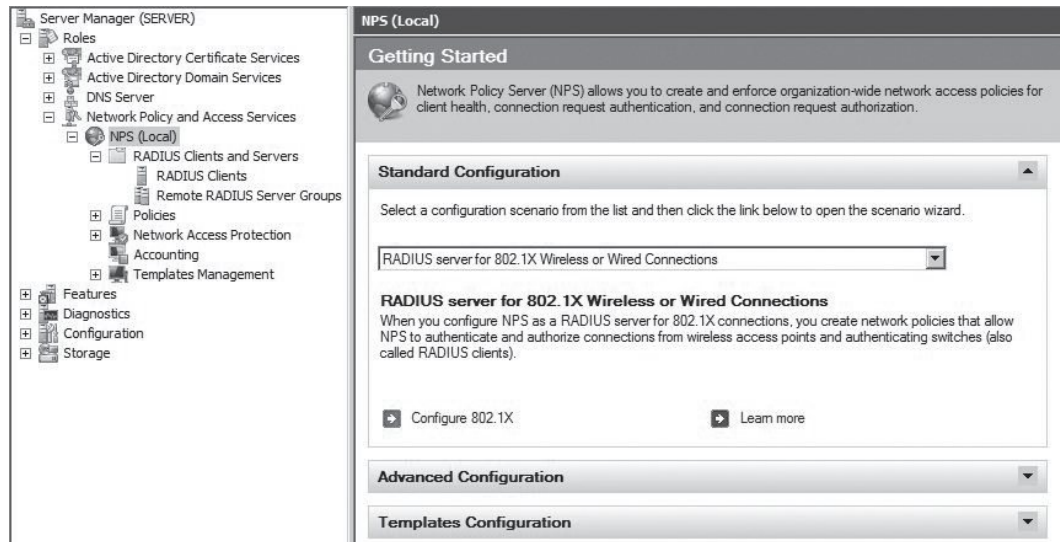 Server Manager (SERVER)
Roles
Active Directory Certificate Services
Active Directory Domain Services
DNS Server
Network Policy and Access Services
NPS (Local)
RADIUS Clients and Servers
RADIUS Clients
Remote RADIUS Server Groups
Policies
Network Access Protection
Accounting
Templates Management
Features
Diagnostics
Configuration
Storage
NPS (Local)
Getting Started
Network Policy Server (NPS) allows you to create and enforce organization-wide network access policies for
client health, connection request authentication, and connection request authorization.
Standard Configuration
Select a configuration scenario from the list and then click the link below to open the scenario wizard.
RADIUS server for 802.1X Wireless or Wired Connections
RADIUS server for 802.1X Wireless or Wired Connections
When you configure NPS as a RADIUS server for 802.1X connections, you create network policies that allow
NPS to authenticate and authorize connections from wireless access points and authenticating switches (also
called RADIUS clients).
Configure 802.1X
Learn more
Advanced Configuration
Templates Configuration